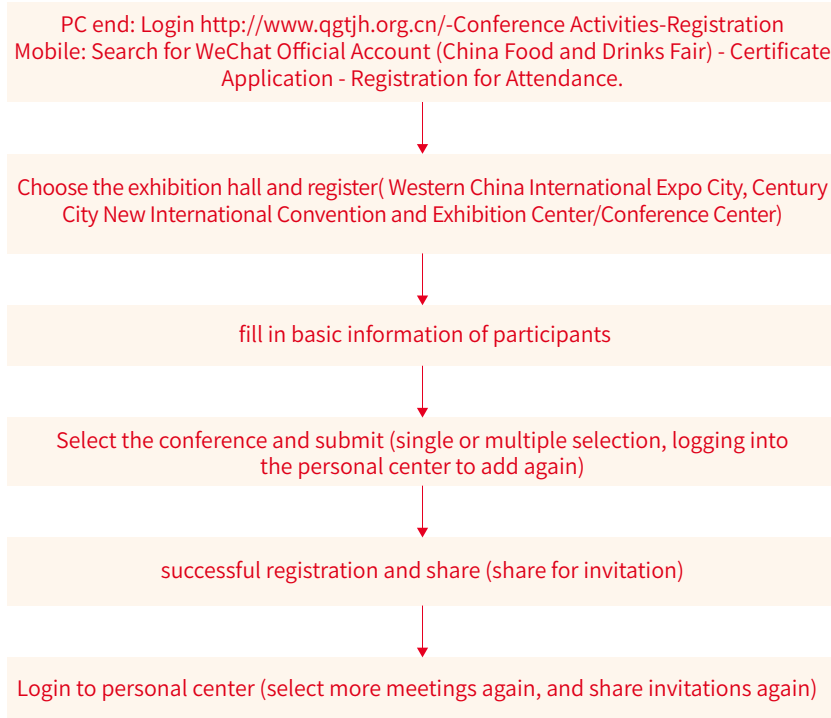 PC end: Login http://www.qgtjh.org.cn/-Conference Activities-Registration
Mobile: Search for WeChat Official Account (China Food and Drinks Fair) - Certificate
Application - Registration for Attendance.
Choose the exhibition hall and register( Western China International Expo City, Century
City New International Convention and Exhibition Center/Conference Center)
fill in basic information of participants
Select the conference and submit (single or multiple selection, logging into
the personal center to add again)
successful registration and share (share for invitation)
Login to personal center (select more meetings again, and share invitations again)